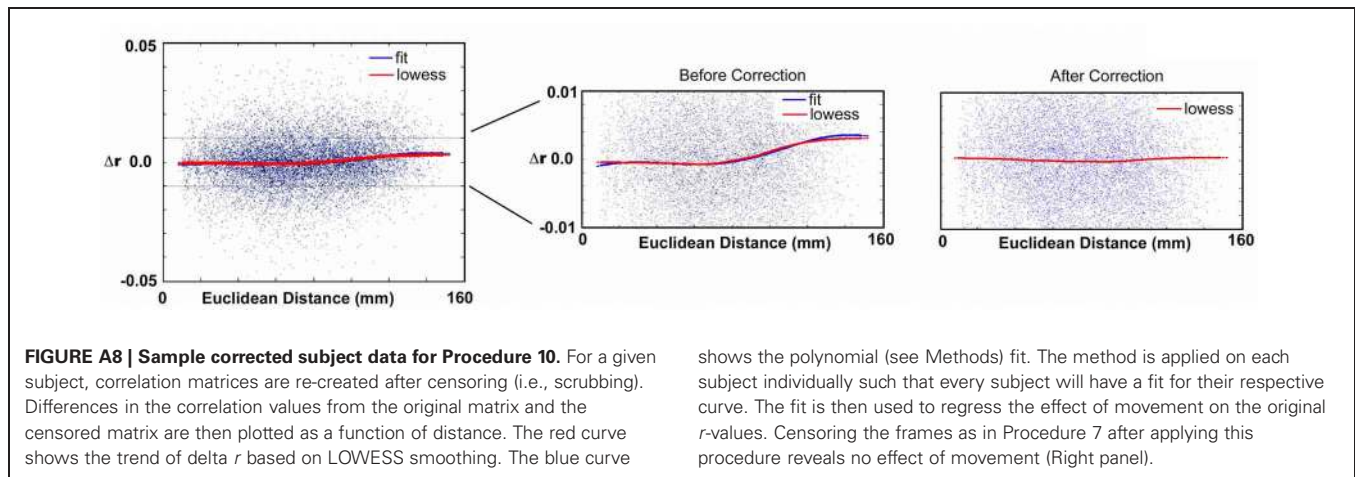 0.05
fit
lowess
Δr 0.0
-0.05
0
Euclidean Distance (mm)
160
Before Correction
0.01
fit
lowess
Δr 0.0
-0.01
0
Euclidean Distance (mm)
160
After Correction
lowess
0
Euclidean Distance (mm)
160
FIGURE A8 | Sample corrected subject data for Procedure 10. For a given
subject, correlation matrices are re-created after censoring (i.e., scrubbing).
Differences in the correlation values from the original matrix and the
censored matrix are then plotted as a function of distance. The red curve
shows the trend of delta r based on LOWESS smoothing. The blue curve
shows the polynomial (see Methods) fit. The method is applied on each
subject individually such that every subject will have a fit for their respective
curve. The fit is then used to regress the effect of movement on the original
r-values. Censoring the frames as in Procedure 7 after applying this
procedure reveals no effect of movement (Right panel).